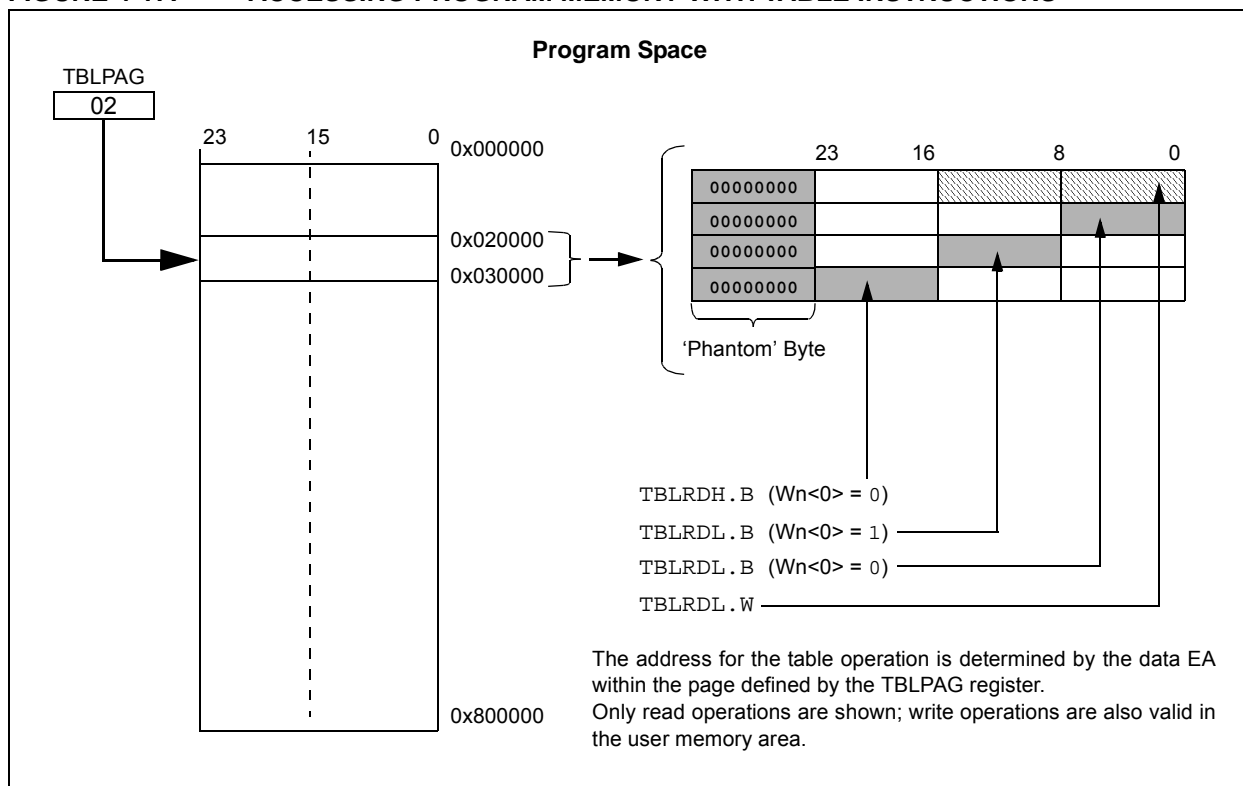 Program Space
TBLPAG
02
23 15 0
0x000000
0x020000
0x030000
0x800000
23 16 8 0
00000000
00000000
00000000
00000000
‘Phantom’ Byte
TBLRDH.B (Wn<0> = 0)
TBLRDL.B (Wn<0> = 1)
TBLRDL.B (Wn<0> = 0)
TBLRDL.W
The address for the table operation is determined by the data EA
within the page defined by the TBLPAG register.
Only read operations are shown; write operations are also valid in
the user memory area.